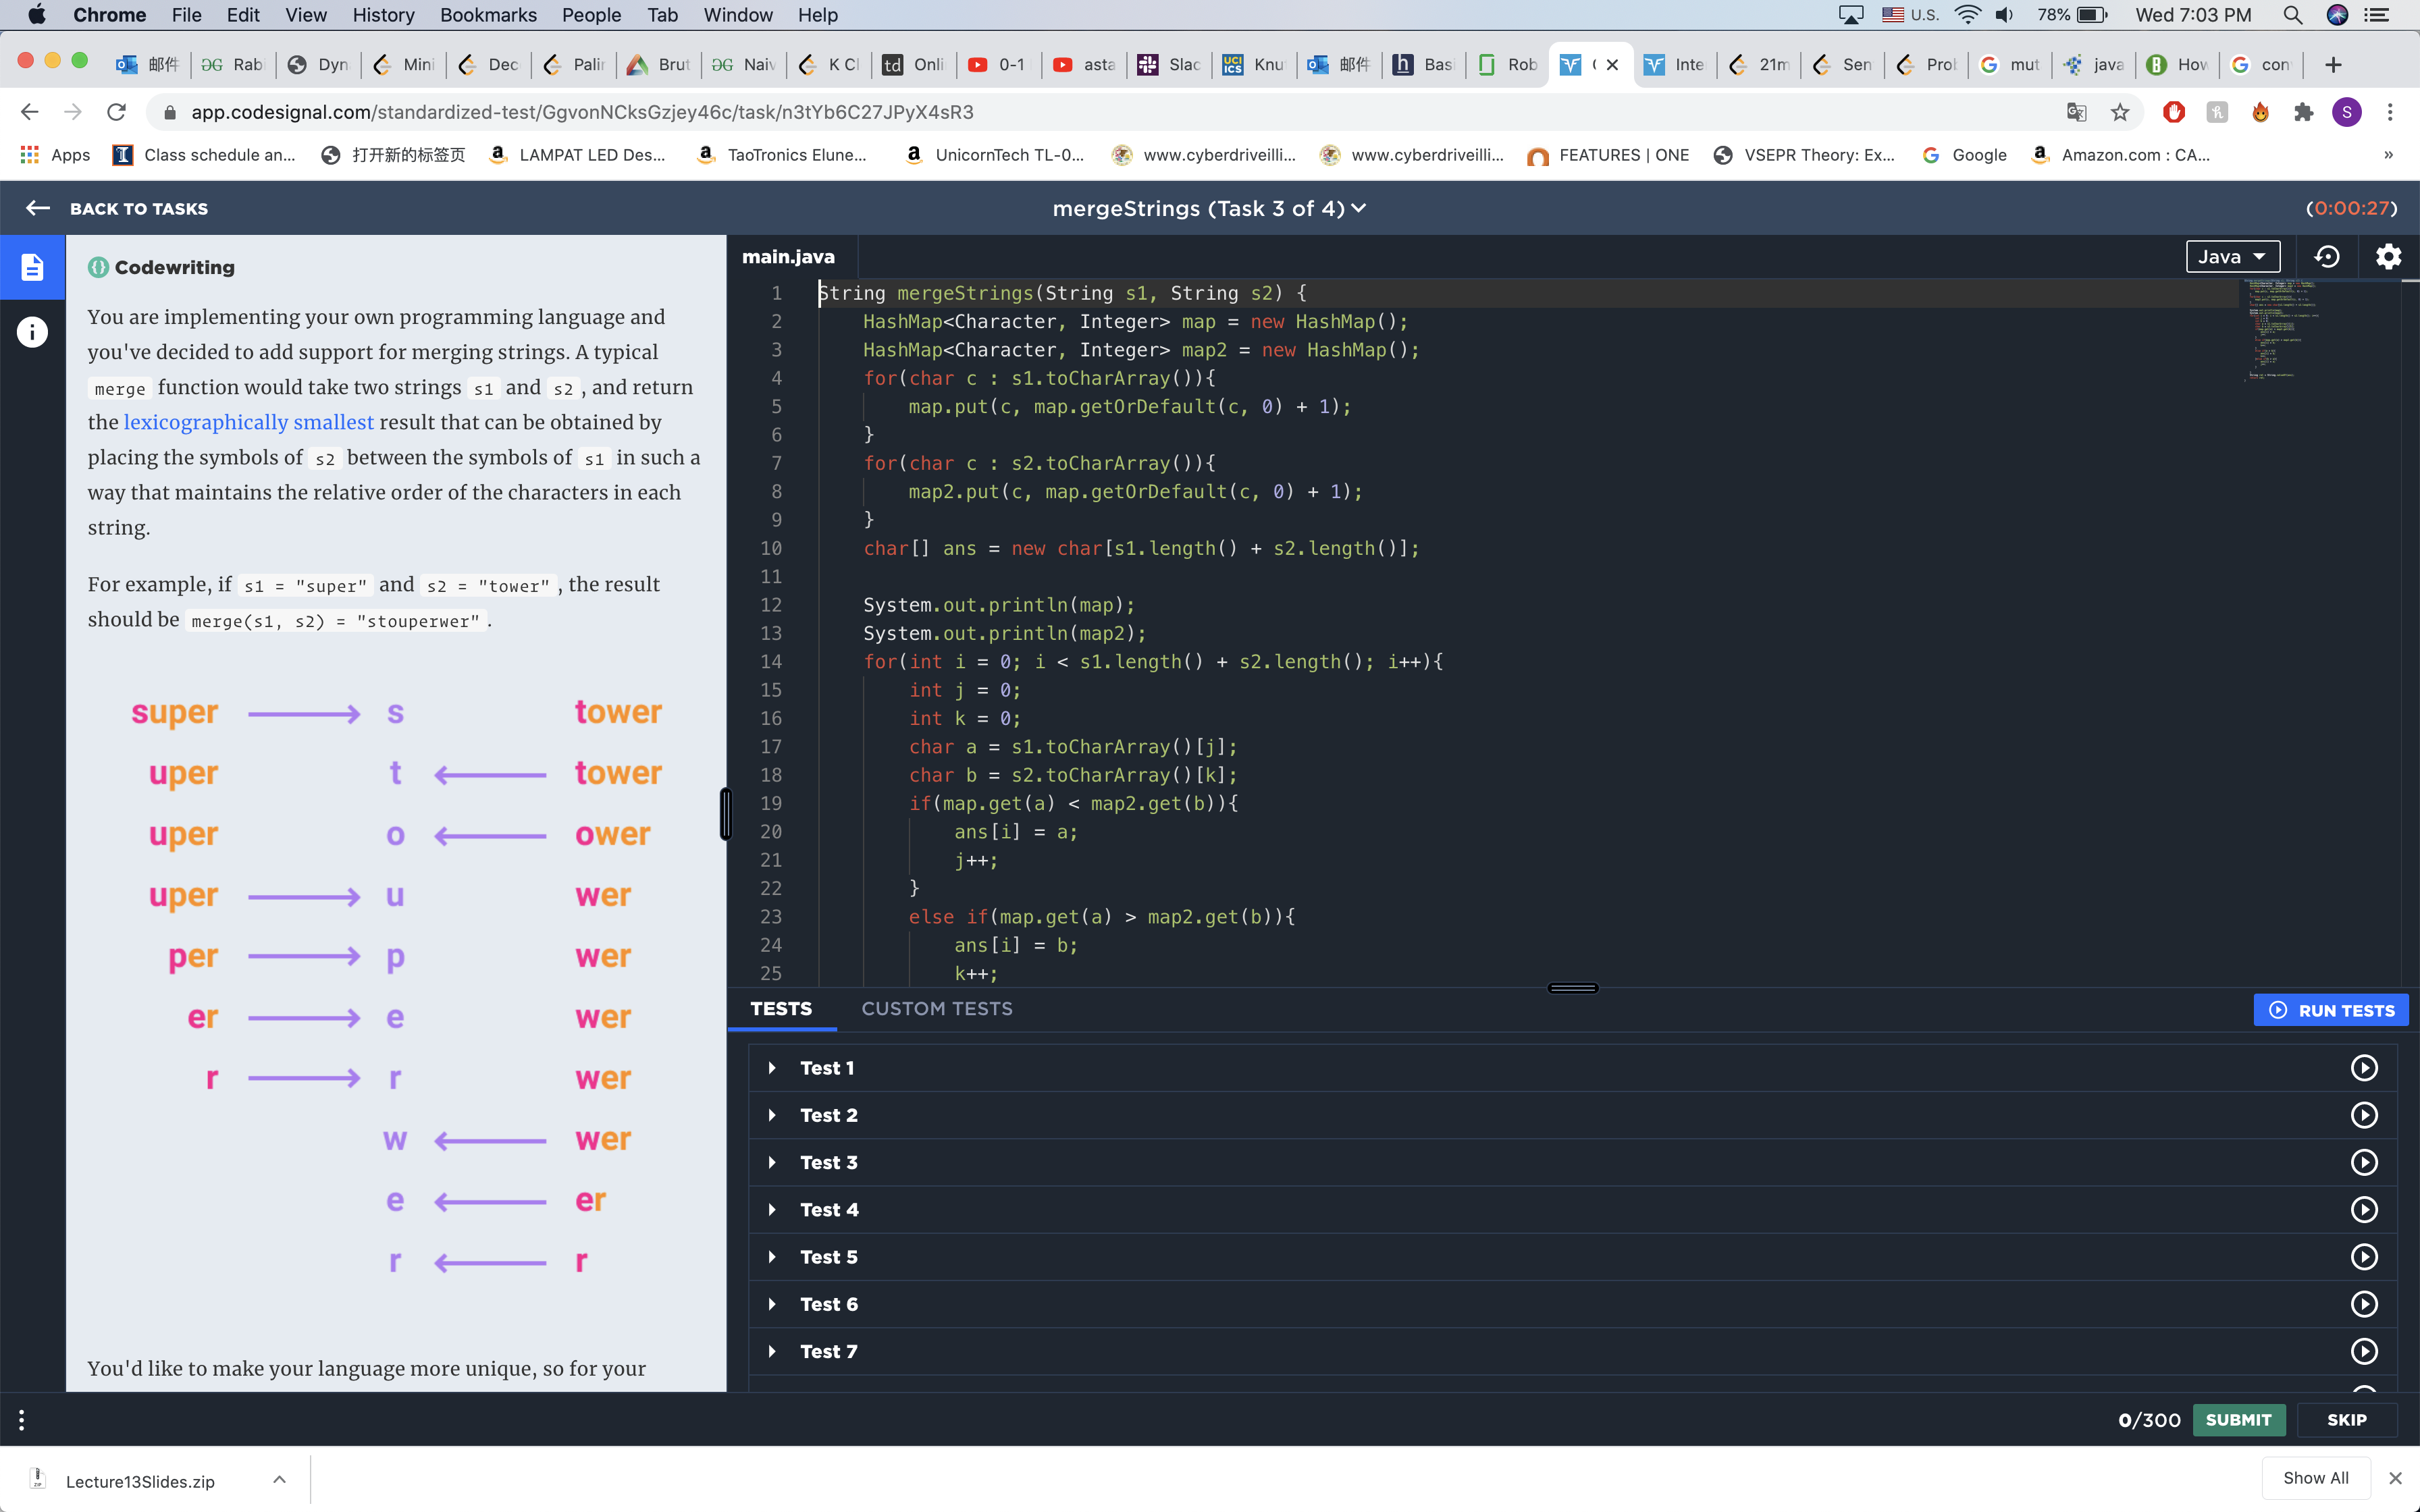 Chrome File Edit View History Bookmarks People Tab Window Help U.S. 78% Wed 7:03 PM
邮件 Rab Dyn Mini Dec Palin Brut Naiv K Cl td Onli 0-1 asta Slac UCI ICS Knu 邮件 h Basi Rob ( Inte 21m Sen Prob mut java How con
app.codesignal.com/standardized-test/GgvonNCksGzjey46c/task/n3tYb6C27JPyX4sR3 S
Apps Class schedule an... 打开新的标签页 LAMPAT LED Des... TaoTronics Elune... UnicornTech TL-0... www.cyberdriveilli... www.cyberdriveilli... FEATURES | ONE VSEPR Theory: Ex... Google Amazon.com : CA... »
BACK TO TASKS mergeStrings (Task 3 of 4) (0:00:27)
Codewriting
You are implementing your own programming language and
you've decided to add support for merging strings. A typical
merge function would take two strings s1 and s2 , and return
the lexicographically smallest result that can be obtained by
placing the symbols of s2 between the symbols of s1 in such a
way that maintains the relative order of the characters in each
string.
For example, if s1 = "super" and s2 = "tower" , the result
should be merge(s1, s2) = "stouperwer" .
super s tower
uper t tower
uper o ower
uper u wer
per p wer
er e wer
r r wer
w wer
e er
r r
You'd like to make your language more unique, so for your
main.java Java
1 String mergeStrings(String s1, String s2) {
2 HashMap<Character, Integer> map = new HashMap();
3 HashMap<Character, Integer> map2 = new HashMap();
4 for(char c : s1.toCharArray()){
5 map.put(c, map.getOrDefault(c, 0) + 1);
6 }
7 for(char c : s2.toCharArray()){
8 map2.put(c, map.getOrDefault(c, 0) + 1);
9 }
10 char[] ans = new char[s1.length() + s2.length()];
11
12 System.out.println(map);
13 System.out.println(map2);
14 for(int i = 0; i < s1.length() + s2.length(); i++){
15 int j = 0;
16 int k = 0;
17 char a = s1.toCharArray()[j];
18 char b = s2.toCharArray()[k];
19 if(map.get(a) < map2.get(b)){
20 ans[i] = a;
21 j++;
22 }
23 else if(map.get(a) > map2.get(b)){
24 ans[i] = b;
25 k++;
TESTS CUSTOM TESTS RUN TESTS
Test 1
Test 2
Test 3
Test 4
Test 5
Test 6
Test 7
0/300 SUBMIT SKIP
Lecture13Slides.zip Show All